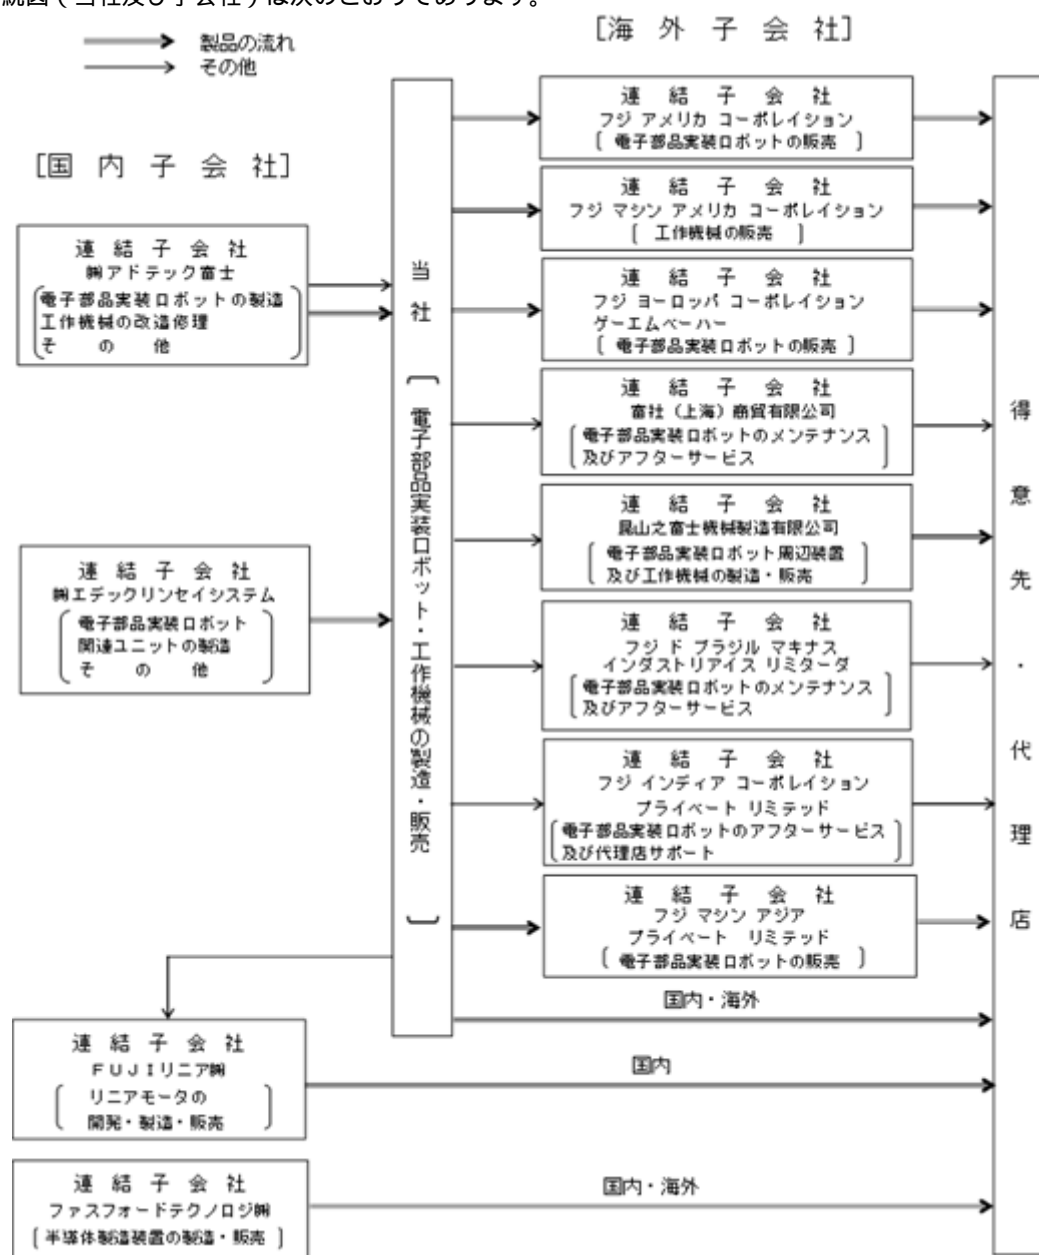 統図（当社及び子会社）は次のとおりであります。
製品の流れ
その他
［海 外 子 会 社］
［国 内 子 会 社］
連 結 子 会 社
㈱アドテック富士
電子部品実装ロボットの製造
工作機械の改造修理
そ の 他
連 結 子 会 社
㈱エデックリンセイシステム
電子部品実装ロボット
関連ユニットの製造
そ の 他
連 結 子 会 社
ＦＵＪＩリニア㈱
リニアモータの
開発・製造・販売
連 結 子 会 社
ファスフォードテクノロジ㈱
[ 半導体製造装置の製造・販売 ]
当社
電子部品実装ロボット・工作機械の製造・販売
連 結 子 会 社
フジ アメリカ コーポレイション
[ 電子部品実装ロボットの販売 ]
連 結 子 会 社
フジ マシン アメリカ コーポレイション
[ 工作機械の販売 ]
連 結 子 会 社
フジ ヨーロッパ コーポレイション
ゲーエムベーハー
[ 電子部品実装ロボットの販売 ]
連 結 子 会 社
富社（上海）商貿有限公司
電子部品実装ロボットのメンテナンス
及びアフターサービス
連 結 子 会 社
昆山之富士機械製造有限公司
電子部品実装ロボット周辺装置
及び工作機械の製造・販売
連 結 子 会 社
フジ ド ブラジル マキナス
インダストリアイス リミターダ
電子部品実装ロボットのメンテナンス
及びアフターサービス
連 結 子 会 社
フジ インディア コーポレイション
プライベート リミテッド
電子部品実装ロボットのアフターサービス
及び代理店サポート
連 結 子 会 社
フジ マシン アジア
プライベート リミテッド
[ 電子部品実装ロボットの販売 ]
国内・海外
国内
国内・海外
得意先・代理店